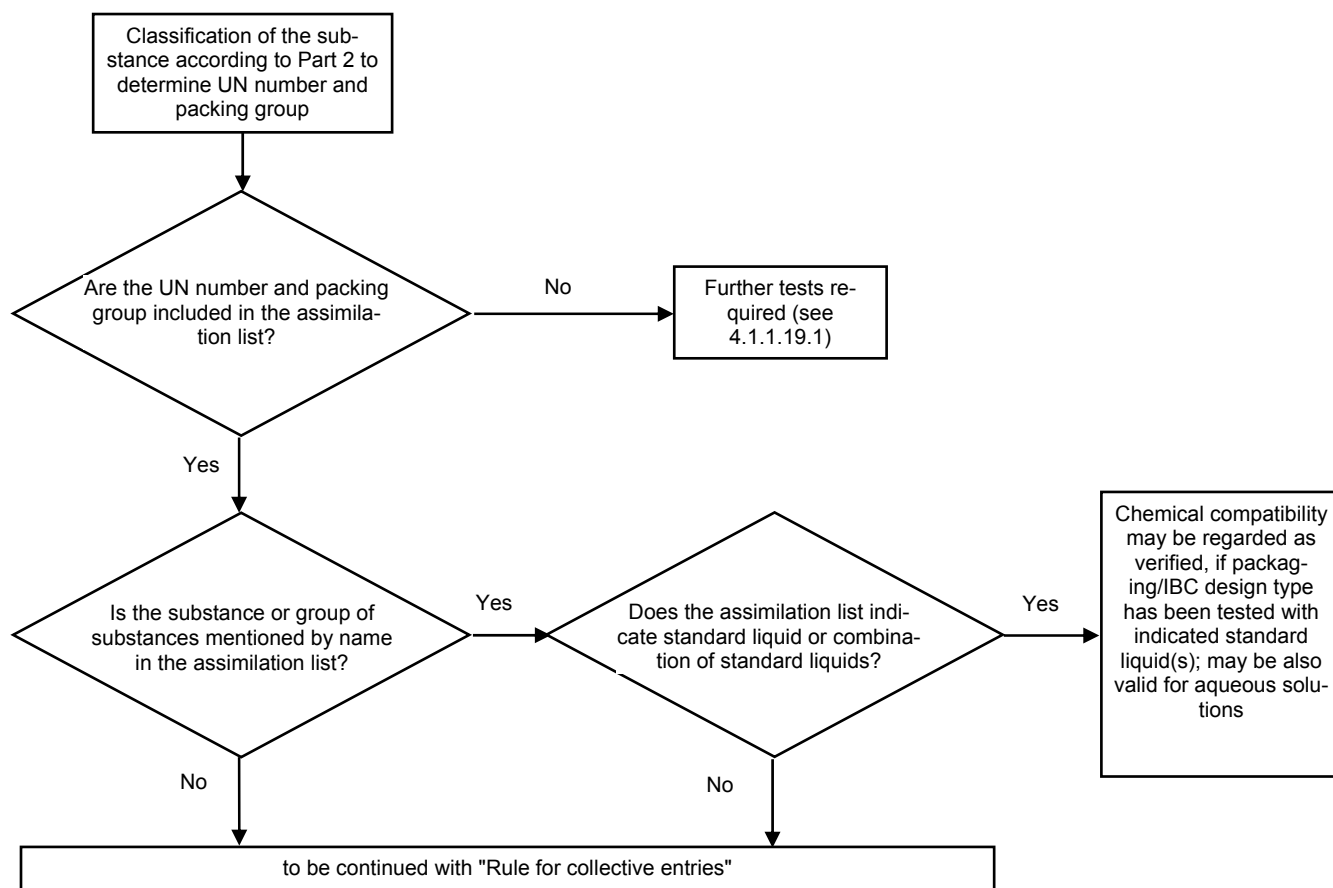 Classification of the sub-
stance according to Part 2 to
determine UN number and
packing group
Are the UN number and packing
group included in the assimila-
tion list?
No
Further tests re-
quired (see
4.1.1.19.1)
Yes
Is the substance or group of
substances mentioned by name
in the assimilation list?
Yes
Does the assimilation list indi-
cate standard liquid or combina-
tion of standard liquids?
Yes
Chemical compatibility
may be regarded as
verified, if packag-
ing/IBC design type
has been tested with
indicated standard
liquid(s); may be also
valid for aqueous solu-
tions
No
No
to be continued with "Rule for collective entries"